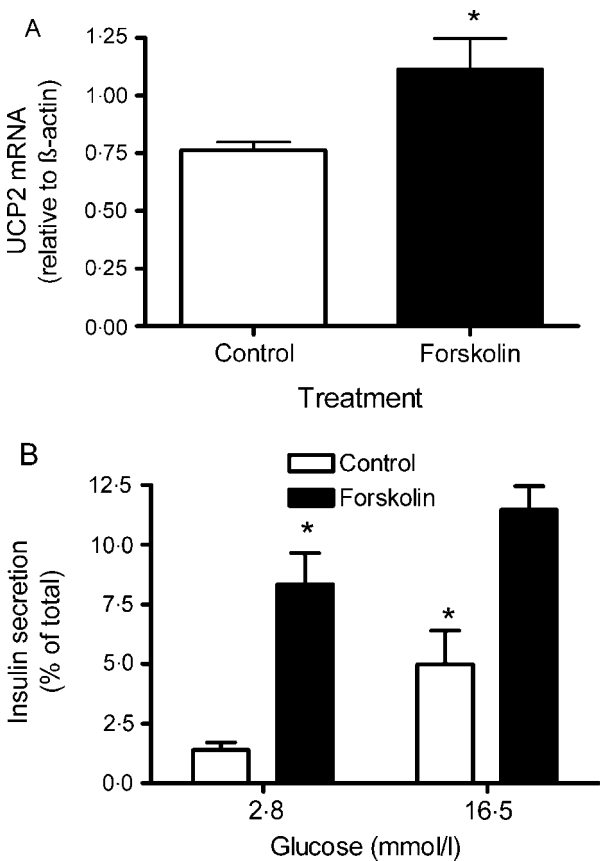 A
*
1·25
1·00
0·75
0·50
0·25
0·00
UCP2 mRNA
(relative to ß-actin)
Control
Forskolin
Treatment
B
Control
Forskolin
12·5
10·0
7·5
5·0
2·5
0·0
*
*
Insulin secretion
(% of total)
2·8
16·5
Glucose (mmol/l)